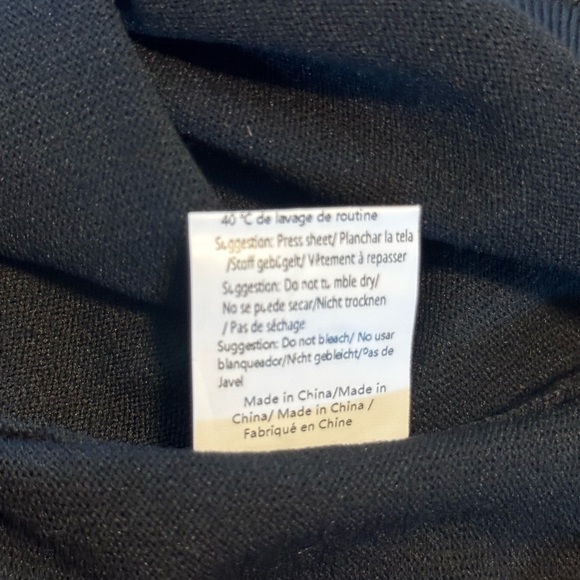 40 °C de lavage de routine
Suggestion: Press sheet/ Planchar la tela
/Stoff gebügelt/ Vêtement à repasser
Suggestion: Do not tumble dry/
No se puede secar/Nicht trocknen
/ Pas de séchage
Suggestion: Do not bleach/ No usar
blanqueador/Nicht gebleicht/Pas de
Javel
Made in China/Made in
China/ Made in China /
Fabriqué en Chine